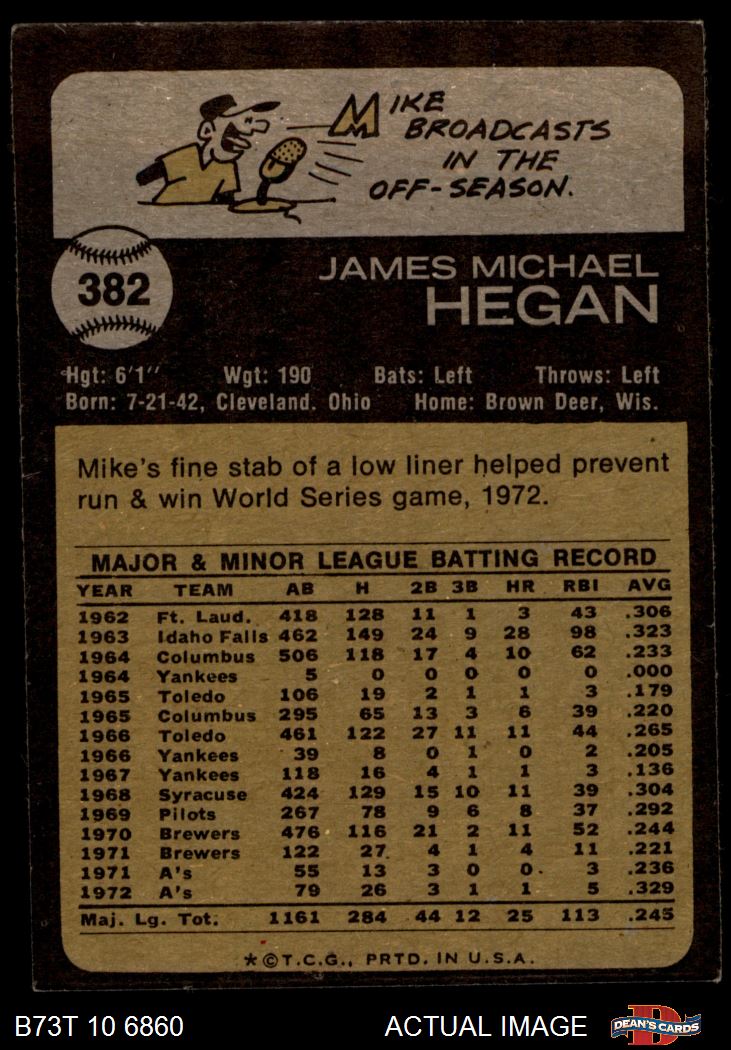 MIKE
BROADCASTS
IN THE
OFF-SEASON.
382
JAMES MICHAEL
HEGAN
Hgt: 6'1" Wgt: 190 Bats: Left Throws: Left
Born: 7-21-42, Cleveland. Ohio Home: Brown Deer, Wis.
Mike's fine stab of a low liner helped prevent
run & win World Series game, 1972.
MAJOR & MINOR LEAGUE BATTING RECORD
YEAR TEAM AB H 2B 3B HR RBI AVG
1962 Ft. Laud. 418 128 11 1 3 43 .306
1963 Idaho Falls 462 149 24 9 28 98 .323
1964 Columbus 506 118 17 4 10 62 .233
1964 Yankees 5 0 0 0 0 0 .000
1965 Toledo 106 19 2 1 1 3 .179
1965 Columbus 295 65 13 3 6 39 .220
1966 Toledo 461 122 27 11 11 44 .265
1966 Yankees 39 8 0 1 0 2 .205
1967 Yankees 118 16 4 1 1 3 .136
1968 Syracuse 424 129 15 10 11 39 .304
1969 Pilots 267 78 9 6 8 37 .292
1970 Brewers 476 116 21 2 11 52 .244
1971 Brewers 122 27 4 1 4 11 .221
1971 A's 55 13 3 0 0 3 .236
1972 A's 79 26 3 1 1 5 .329
Maj. Lg. Tot. 1161 284 44 12 25 113 .245
*©T.C.G., PRTD. IN U.S.A.
B73T 10 6860 ACTUAL IMAGE DEAN'S CARDS